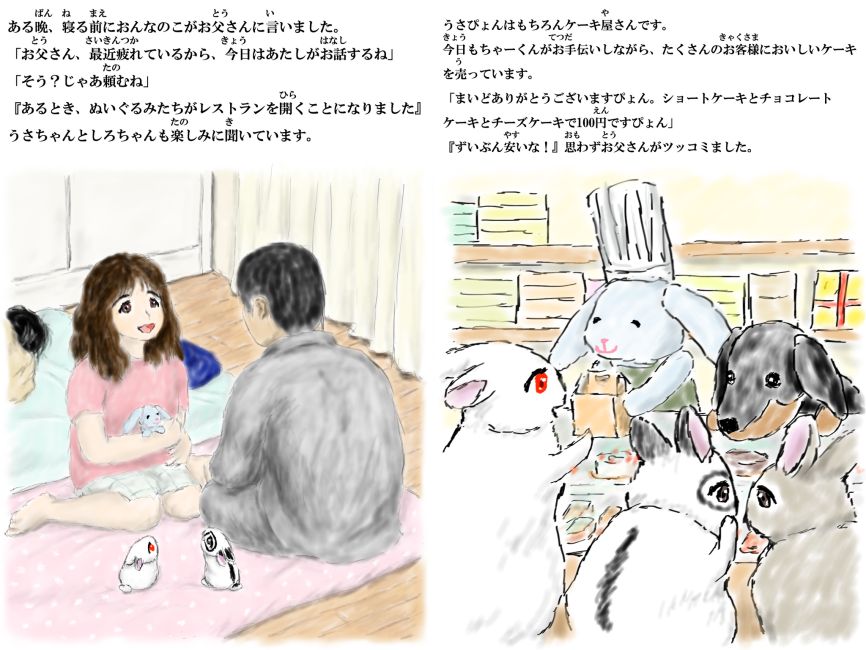 ある晩、寝る前におんなのこがお父さんに言いました。
「お父さん、最近疲れているから、今日はあたしがお話するね」
「そう？じゃあ頼むね」
『あるとき、ぬいぐるみたちがレストランを開くことになりました』
うさちゃんとしろちゃんも楽しみに聞いています。
うさぴょんはもちろんケーキ屋さんです。
今日もちゃーくんがお手伝いしながら、たくさんのお客様においしいケーキ
を売っています。
「まいどありがとうございますぴょん。ショートケーキとチョコレート
ケーキとチーズケーキで100円ですぴょん」
『ずいぶん安いな！』思わずお父さんがツッコミました。